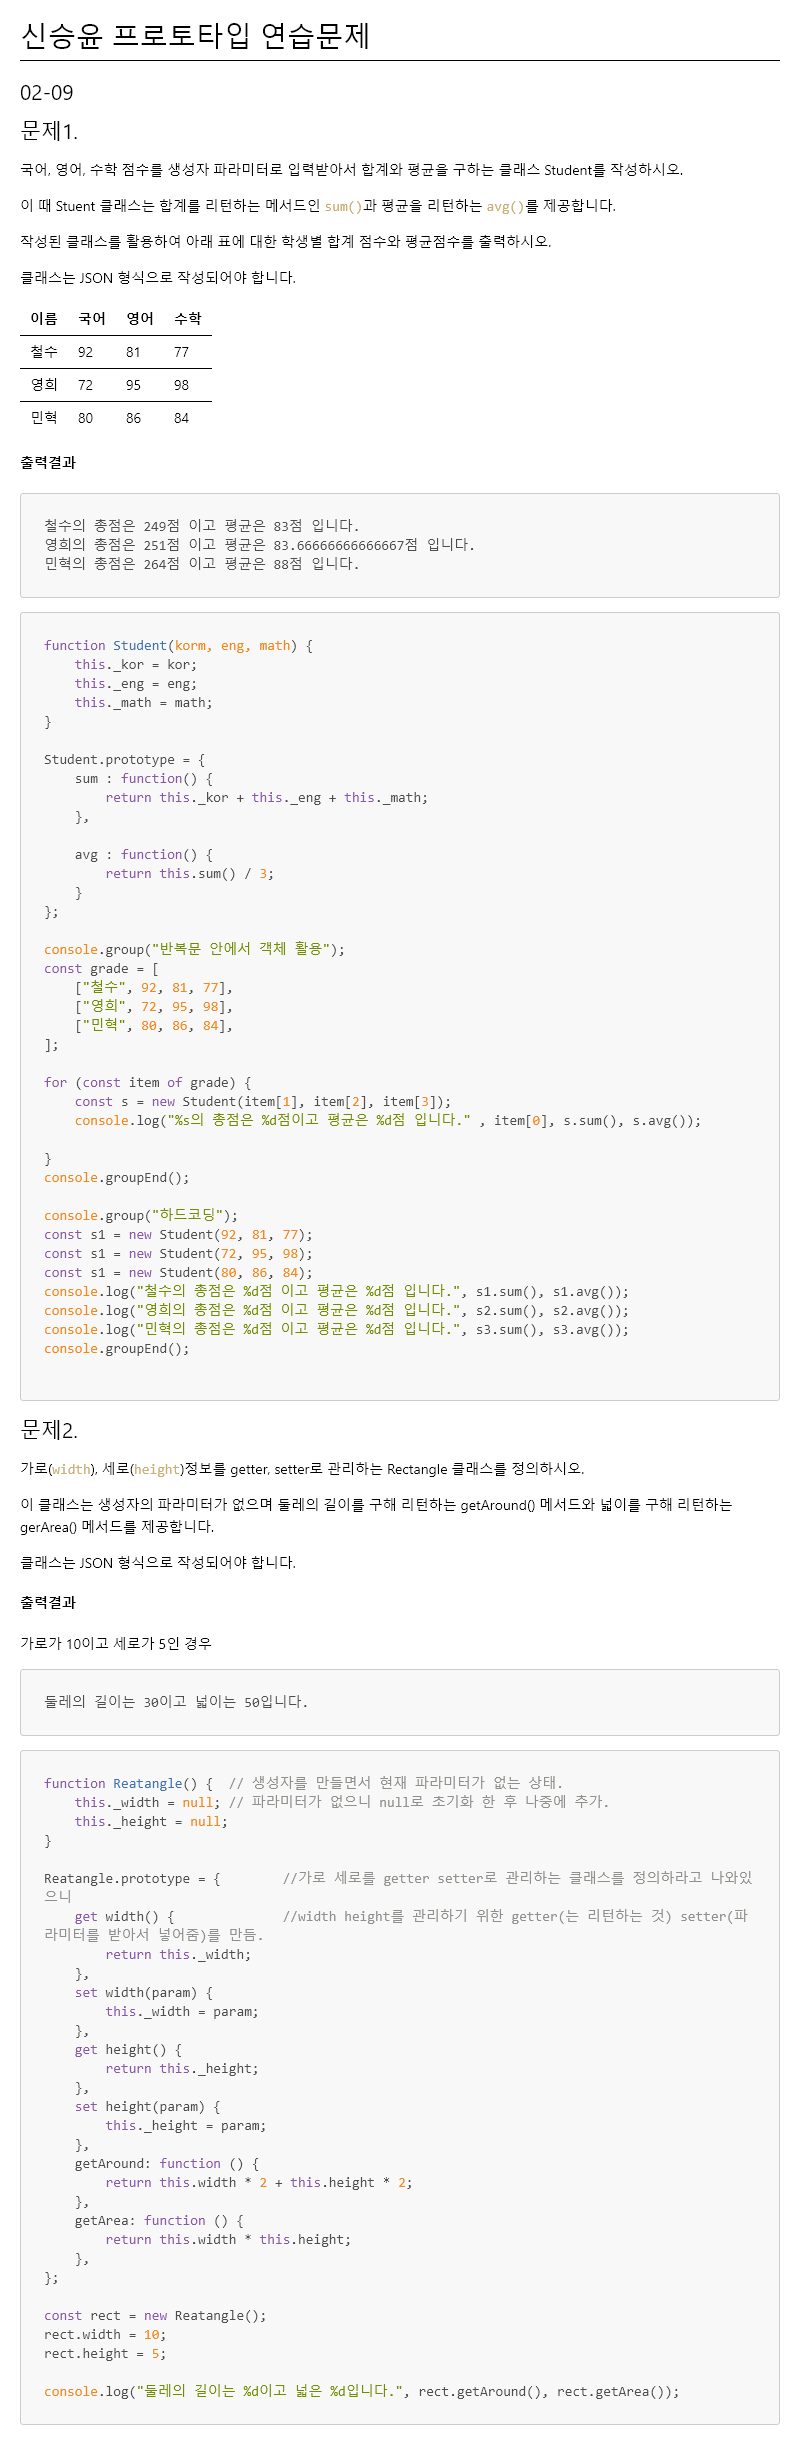 신승윤 프로토타입 연습문제
02-09
문제1.
국어, 영어, 수학 점수를 생성자 파라미터로 입력받아서 합계와 평균을 구하는 클래스 Student를 작성하시오.
이 때 Stuent 클래스는 합계를 리턴하는 메서드인 sum()과 평균을 리턴하는 avg()를 제공합니다.
작성된 클래스를 활용하여 아래 표에 대한 학생별 합계 점수와 평균점수를 출력하시오.
클래스는 JSON 형식으로 작성되어야 합니다.
이름 국어 영어 수학
철수 92 81 77
영희 72 95 98
민혁 80 86 84
출력결과
철수의 총점은 249점 이고 평균은 83점 입니다.
영희의 총점은 251점 이고 평균은 83.66666666666667점 입니다.
민혁의 총점은 264점 이고 평균은 88점 입니다.
function Student(korm, eng, math) {
    this._kor = kor;
    this._eng = eng;
    this._math = math;
}
Student.prototype = {
    sum : function() {
        return this._kor + this._eng + this._math;
    },
    avg : function() {
        return this.sum() / 3;
    }
};
console.group("반복문 안에서 객체 활용");
const grade = [
    ["철수", 92, 81, 77],
    ["영희", 72, 95, 98],
    ["민혁", 80, 86, 84],
];
for (const item of grade) {
    const s = new Student(item[1], item[2], item[3]);
    console.log("%s의 총점은 %d점이고 평균은 %d점 입니다." , item[0], s.sum(), s.avg());
}
console.groupEnd();
console.group("하드코딩");
const s1 = new Student(92, 81, 77);
const s1 = new Student(72, 95, 98);
const s1 = new Student(80, 86, 84);
console.log("철수의 총점은 %d점 이고 평균은 %d점 입니다.", s1.sum(), s1.avg());
console.log("영희의 총점은 %d점 이고 평균은 %d점 입니다.", s2.sum(), s2.avg());
console.log("민혁의 총점은 %d점 이고 평균은 %d점 입니다.", s3.sum(), s3.avg());
console.groupEnd();
문제2.
가로(width), 세로(height)정보를 getter, setter로 관리하는 Rectangle 클래스를 정의하시오.
이 클래스는 생성자의 파라미터가 없으며 둘레의 길이를 구해 리턴하는 getAround() 메서드와 넓이를 구해 리턴하는
gerArea() 메서드를 제공합니다.
클래스는 JSON 형식으로 작성되어야 합니다.
출력결과
가로가 10이고 세로가 5인 경우
둘레의 길이는 30이고 넓이는 50입니다.
function Reatangle() {  // 생성자를 만들면서 현재 파라미터가 없는 상태.
    this._width = null; // 파라미터가 없으니 null로 초기화 한 후 나중에 추가.
    this._height = null;
}
Reatangle.prototype = {        //가로 세로를 getter setter로 관리하는 클래스를 정의하라고 나와있
으니
    get width() {              //width height를 관리하기 위한 getter(는 리턴하는 것) setter(파
라미터를 받아서 넣어줌)를 만듬.
        return this._width;
    },
    set width(param) {
        this._width = param;
    },
    get height() {
        return this._height;
    },
    set height(param) {
        this._height = param;
    },
    getAround: function () {
        return this.width * 2 + this.height * 2;
    },
    getArea: function () {
        return this.width * this.height;
    },
};
const rect = new Reatangle();
rect.width = 10;
rect.height = 5;
console.log("둘레의 길이는 %d이고 넓은 %d입니다.", rect.getAround(), rect.getArea());